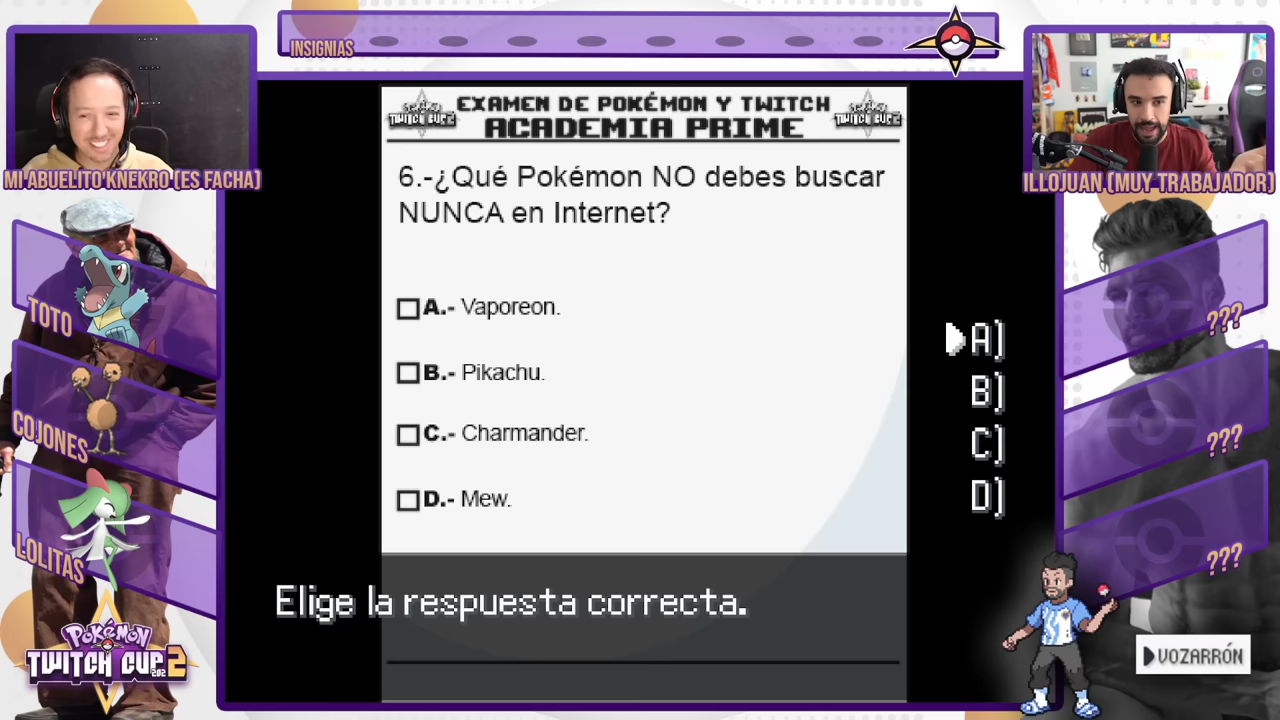 INSIGNIAS
MI ABUELITO KNEKRO (ES FACHA)
ILLOJUAN (MUY TRABAJADOR)
EXAMEN DE POKÉMON Y TWITCH
ACADEMIA PRIME
6.-¿Qué Pokémon NO debes buscar
NUNCA en Internet?
A.- Vaporeon.
B.- Pikachu.
C.- Charmander.
D.- Mew.
A)
B)
C)
D)
Elige la respuesta correcta.
TOTO
COJONES
LOLITAS
???
???
???
POKÉMON
TWITCH CUP 2
VOZARRÓN